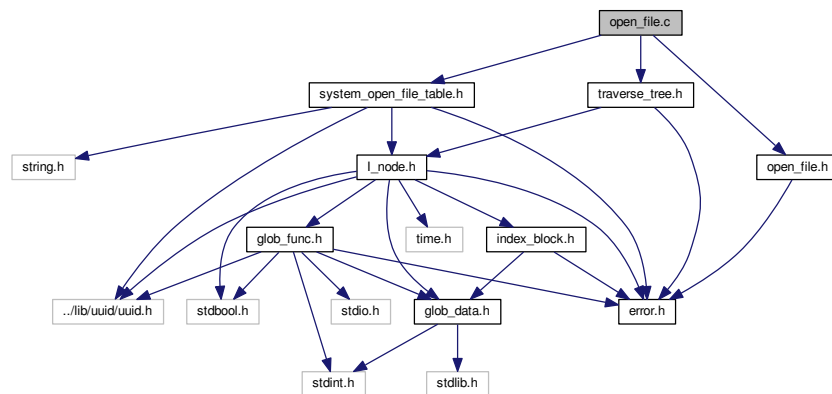 open_file.c
system_open_file_table.h
traverse_tree.h
string.h
I_node.h
open_file.h
glob_func.h
time.h
index_block.h
../lib/uuid/uuid.h
stdbool.h
stdio.h
glob_data.h
error.h
stdint.h
stdlib.h